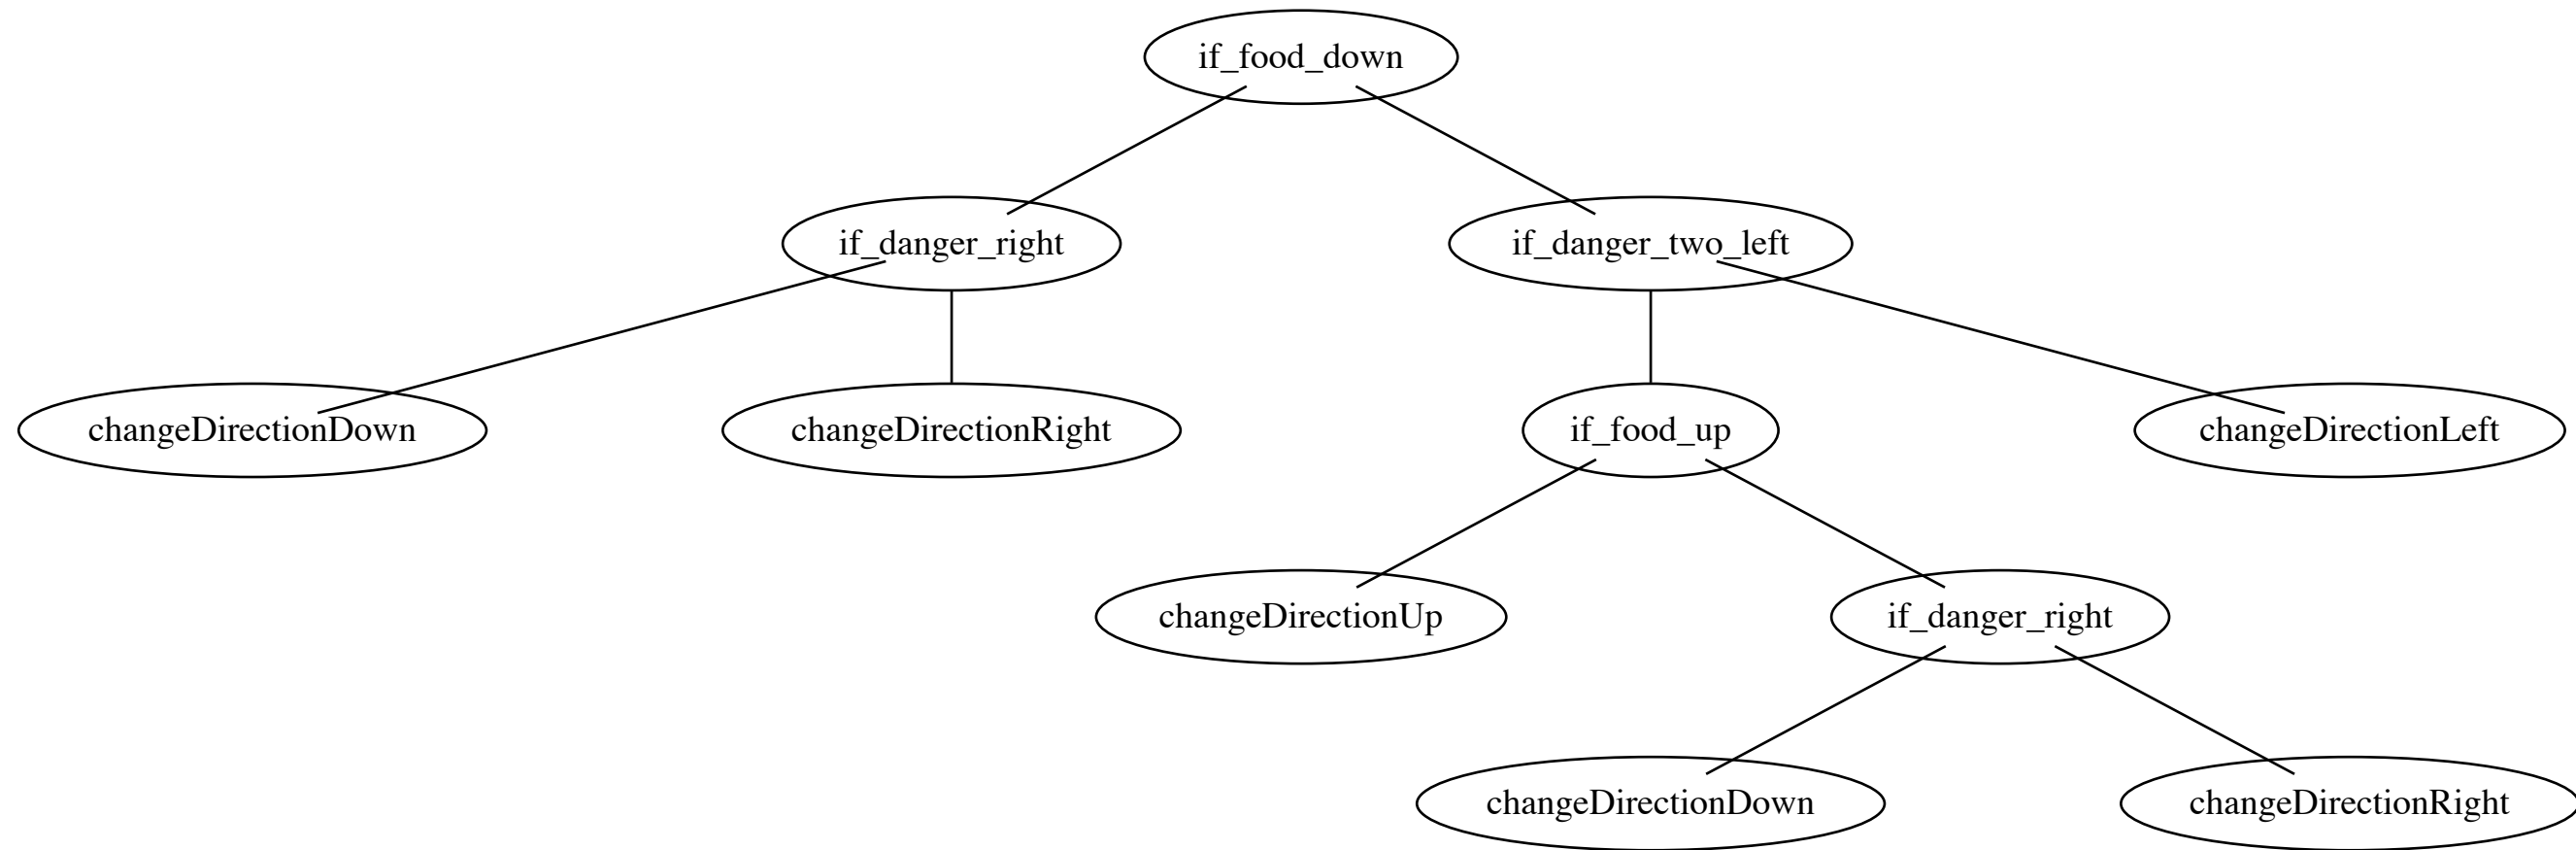 if_food_down
if_danger_right
if_danger_two_left
changeDirectionDown
changeDirectionRight
if_food_up
changeDirectionLeft
changeDirectionUp
if_danger_right
changeDirectionDown
changeDirectionRight